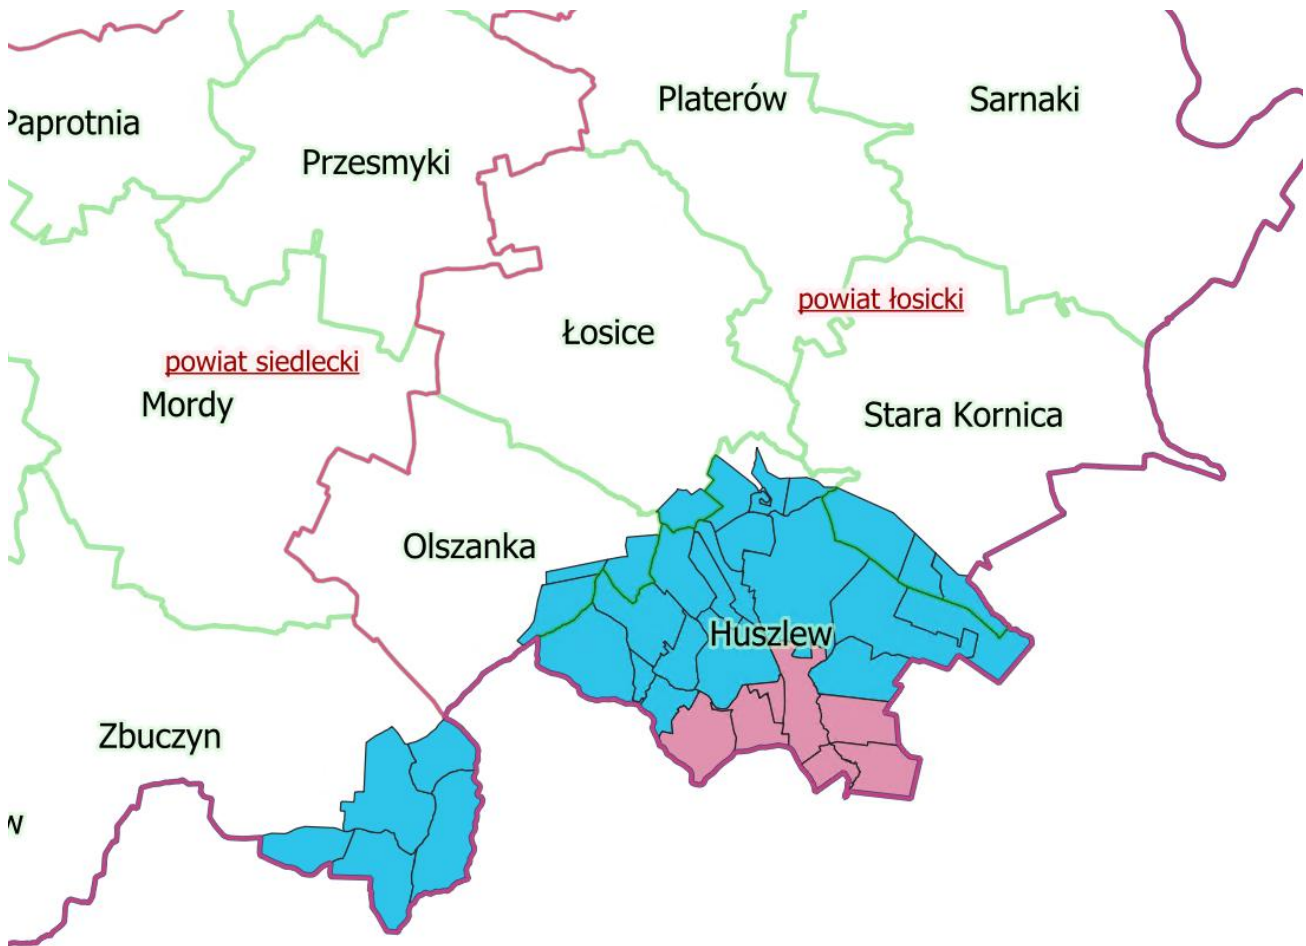 Platerów
Sarnaki
Paprotnia
Przesmyki
powiat łosicki
Łosice
powiat siedlecki
Mordy
Stara Kornica
Olszanka
Huszlew
Zbuczyn
w